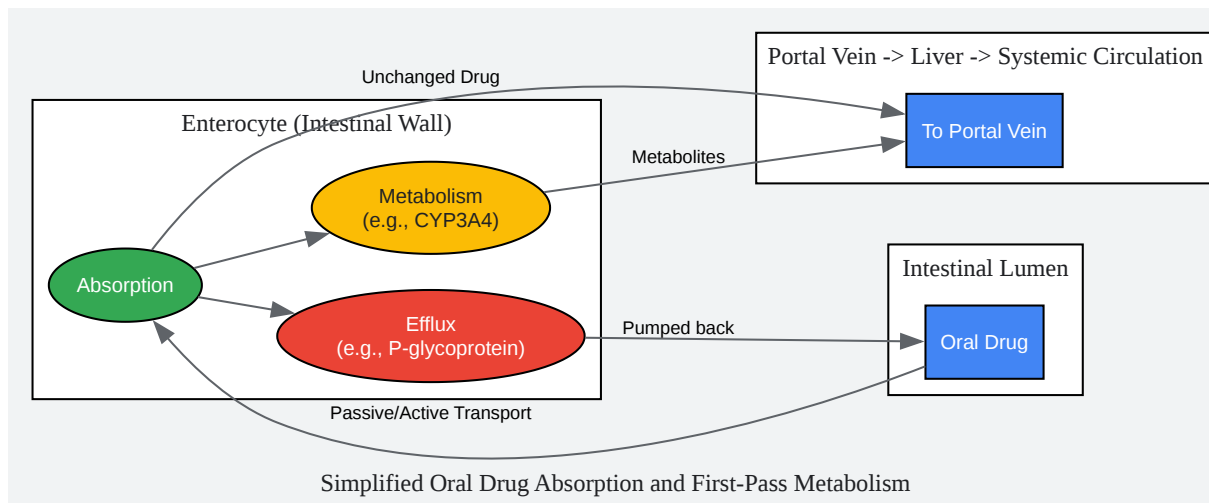 Portal Vein -> Liver -> Systemic Circulation
Unchanged Drug
Enterocyte (Intestinal Wall)
To Portal Vein
Metabolites
Metabolism
(e.g., CYP3A4)
Intestinal Lumen
Absorption
Efflux
(e.g., P-glycoprotein)
Pumped back
Oral Drug
Passive/Active Transport
Simplified Oral Drug Absorption and First-Pass Metabolism